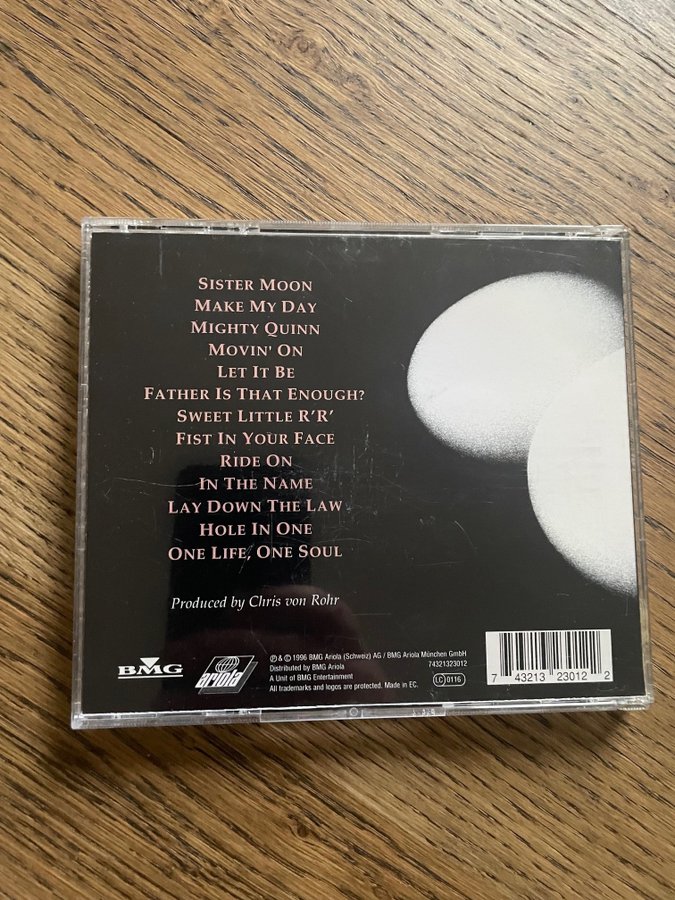 SISTER MOON
MAKE MY DAY
MIGHTY QUINN
MOVIN' ON
LET IT BE
FATHER IS THAT ENOUGH?
SWEET LITTLE R'R'
FIST IN YOUR FACE
RIDE ON
IN THE NAME
LAY DOWN THE LAW
HOLE IN ONE
ONE LIFE, ONE SOUL
Produced by Chris von Rohr
BMG
ariola
℗ & © 1996 BMG Ariola (Schweiz) AG / BMG Ariola München GmbH
Distributed by BMG Ariola 74321323012
A Unit of BMG Entertainment
All trademarks and logos are protected. Made in EC.
LC 0116
7 43213 23012 2